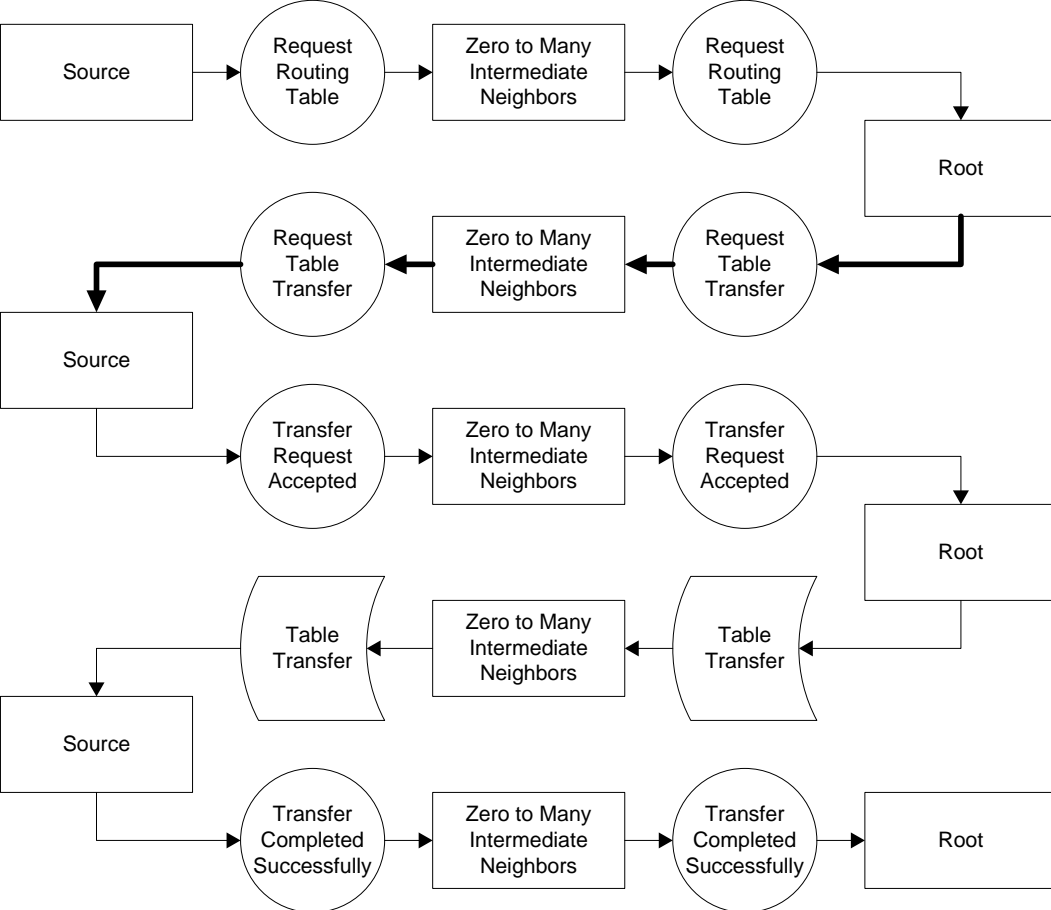 Source
Request
Routing
Table
Zero to Many
Intermediate
Neighbors
Request
Routing
Table
Root
Request
Table
Transfer
Zero to Many
Intermediate
Neighbors
Request
Table
Transfer
Source
Transfer
Request
Accepted
Zero to Many
Intermediate
Neighbors
Transfer
Request
Accepted
Root
Table
Transfer
Zero to Many
Intermediate
Neighbors
Table
Transfer
Source
Transfer
Completed
Successfully
Zero to Many
Intermediate
Neighbors
Transfer
Completed
Successfully
Root